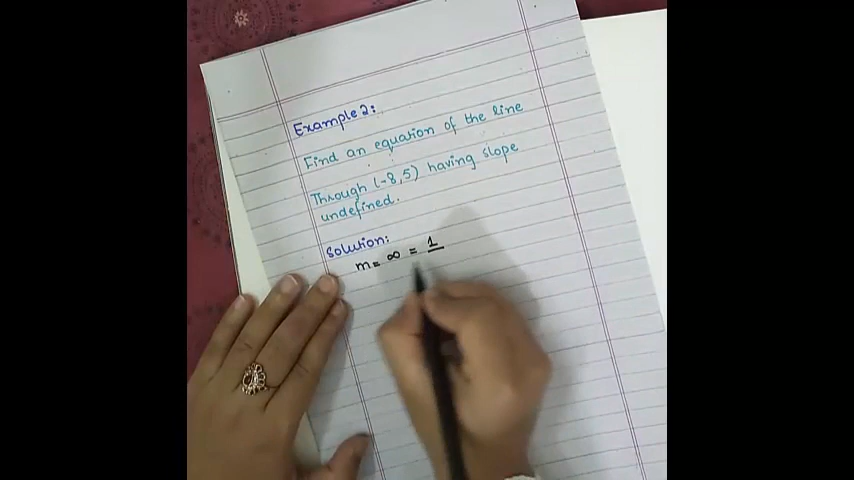 Example 2:
Find an equation of the line
Through (-8,5) having slope
undefined.
Solution:
m = ∞ = 1